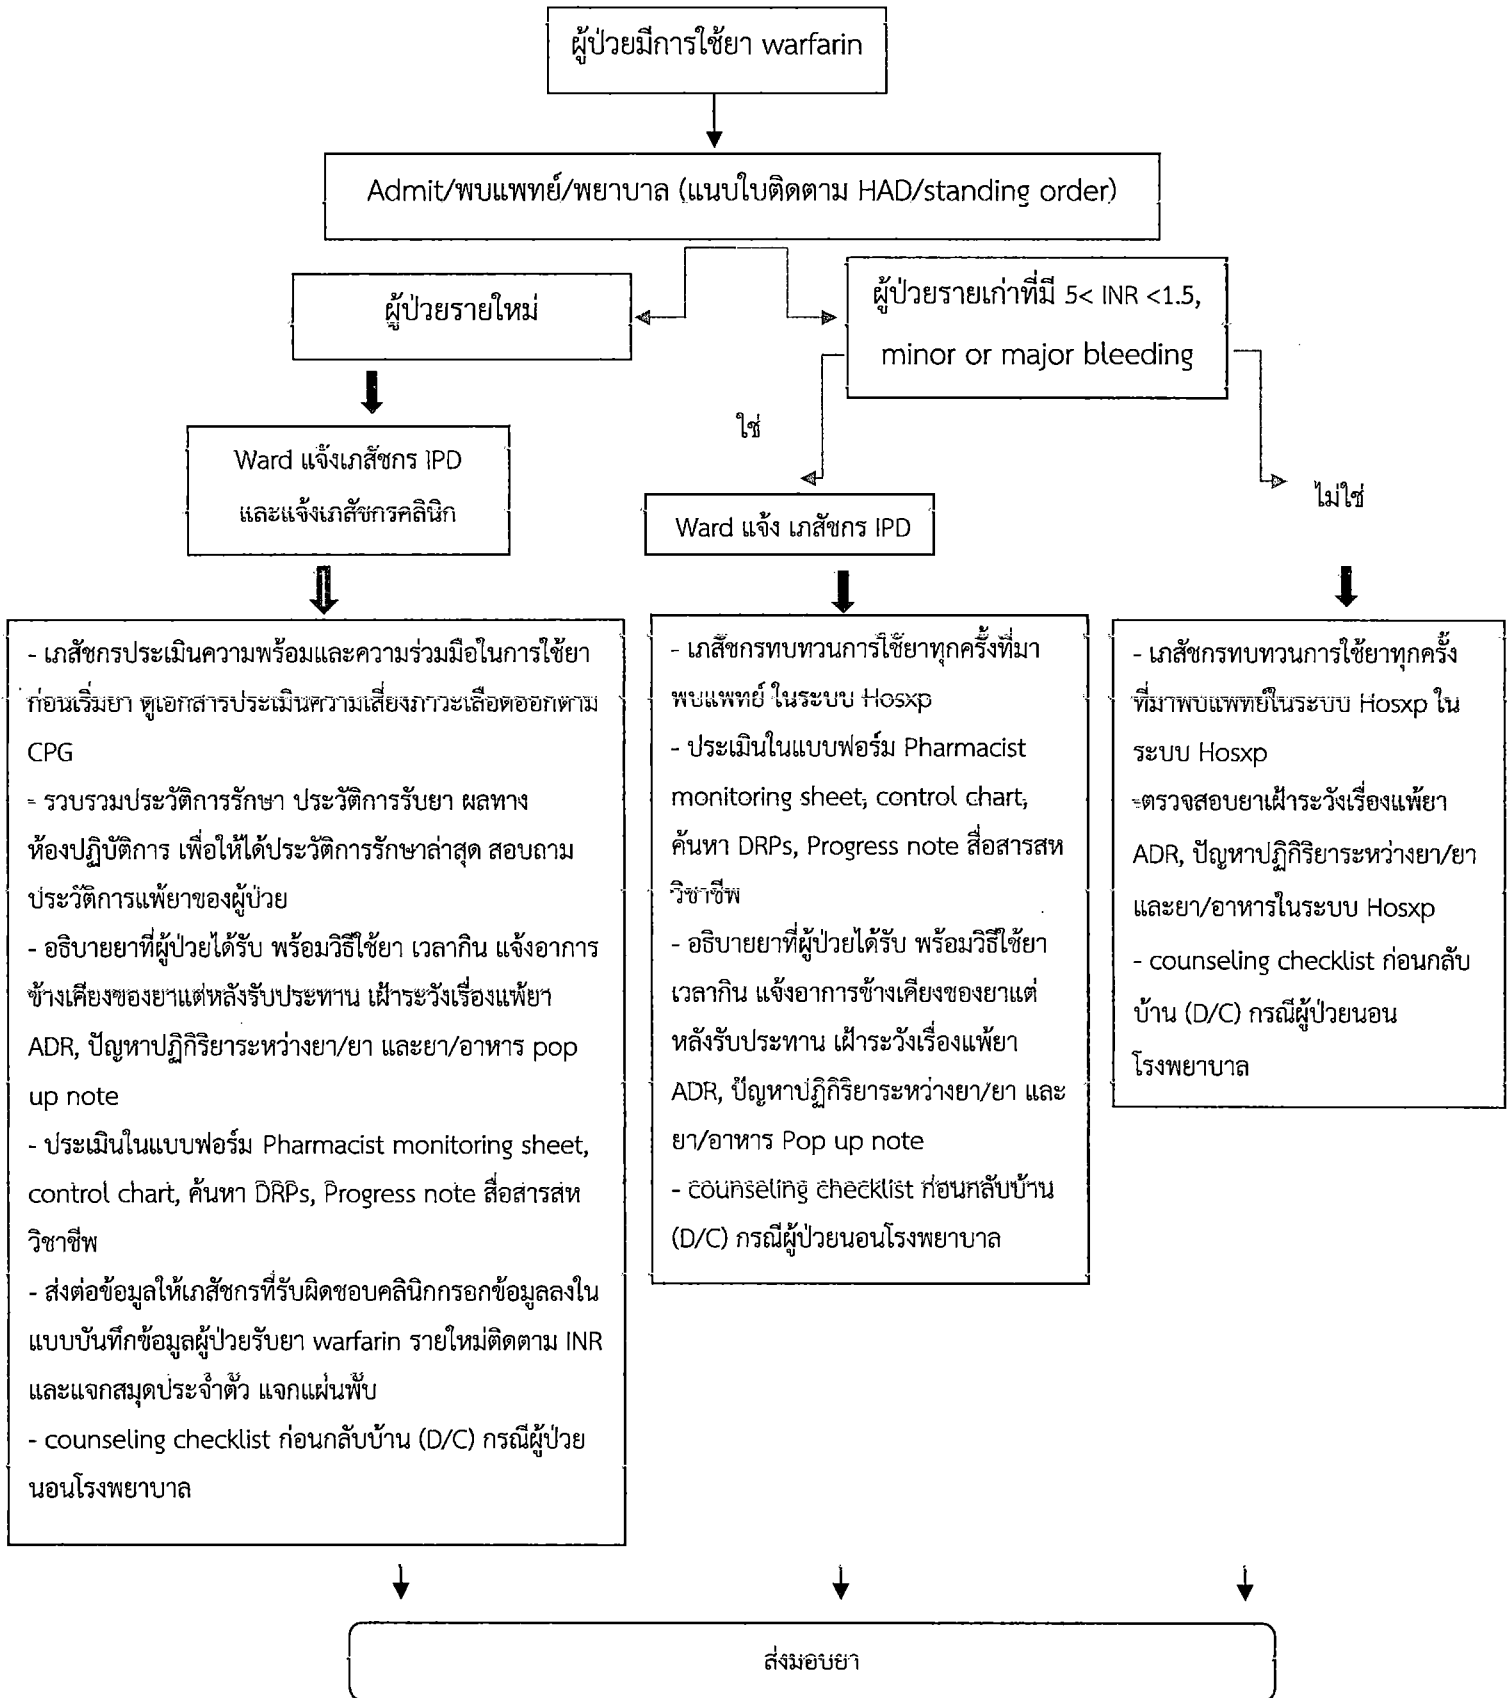 ผู้ป่วยมีการใช้ยา warfarin
Admit/พบแพทย์/พยาบาล (แนบใบติดตาม HAD/standing order)
ผู้ป่วยรายใหม่
ผู้ป่วยรายเก่าที่มี 5< INR <1.5,
minor or major bleeding
ใช่
ไม่ใช่
Ward แจ้งเภสัชกร IPD
และแจ้งเภสัชกรคลินิก
Ward แจ้ง เภสัชกร IPD
- เภสัชกรประเมินความพร้อมและความร่วมมือในการใช้ยา
ก่อนเริ่มยา ดูเอกสารประเมินความเสี่ยงภาวะเลือดออกตาม
CPG
- รวบรวมประวัติการรักษา ประวัติการรับยา ผลทาง
ห้องปฏิบัติการ เพื่อให้ได้ประวัติการรักษาล่าสุด สอบถาม
ประวัติการแพ้ยาของผู้ป่วย
- อธิบายยาที่ผู้ป่วยได้รับ พร้อมวิธีใช้ยา เวลากิน แจ้งอาการ
ข้างเคียงของยาแต่หลังรับประทาน เฝ้าระวังเรื่องแพ้ยา
ADR, ปัญหาปฏิกิริยาระหว่างยา/ยา และยา/อาหาร pop
up note
- ประเมินในแบบฟอร์ม Pharmacist monitoring sheet,
control chart, ค้นหา DRPs, Progress note สื่อสารสห
วิชาชีพ
- ส่งต่อข้อมูลให้เภสัชกรที่รับผิดชอบคลินิกกรอกข้อมูลลงใน
แบบบันทึกข้อมูลผู้ป่วยรับยา warfarin รายใหม่ติดตาม INR
และแจกสมุดประจำตัว แจกแผ่นพับ
- counseling checklist ก่อนกลับบ้าน (D/C) กรณีผู้ป่วย
นอนโรงพยาบาล
- เภสัชกรทบทวนการใช้ยาทุกครั้งที่มา
พบแพทย์ ในระบบ Hosxp
- ประเมินในแบบฟอร์ม Pharmacist
monitoring sheet, control chart,
ค้นหา DRPs, Progress note สื่อสารสห
วิชาชีพ
- อธิบายยาที่ผู้ป่วยได้รับ พร้อมวิธีใช้ยา
เวลากิน แจ้งอาการข้างเคียงของยาแต่
หลังรับประทาน เฝ้าระวังเรื่องแพ้ยา
ADR, ปัญหาปฏิกิริยาระหว่างยา/ยา และ
ยา/อาหาร Pop up note
- counseling checklist ก่อนกลับบ้าน
(D/C) กรณีผู้ป่วยนอนโรงพยาบาล
- เภสัชกรทบทวนการใช้ยาทุกครั้ง
ที่มาพบแพทย์ในระบบ Hosxp ใน
ระบบ Hosxp
-ตรวจสอบยาเฝ้าระวังเรื่องแพ้ยา
ADR, ปัญหาปฏิกิริยาระหว่างยา/ยา
และยา/อาหารในระบบ Hosxp
- counseling checklist ก่อนกลับ
บ้าน (D/C) กรณีผู้ป่วยนอน
โรงพยาบาล
ส่งมอบยา